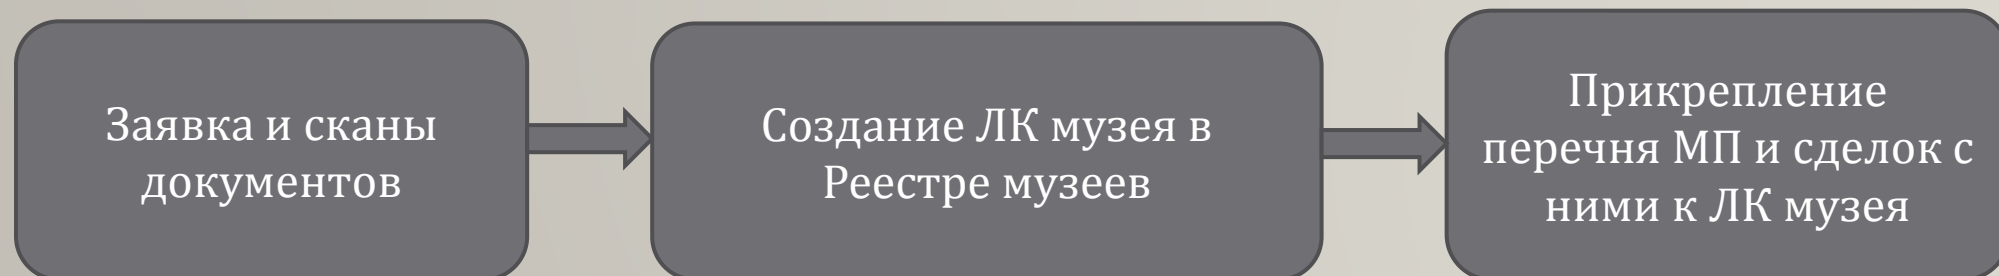 Заявка и сканы
документов
Создание ЛК музея в
Реестре музеев
Прикрепление
перечня МП и сделок с
ними к ЛК музея